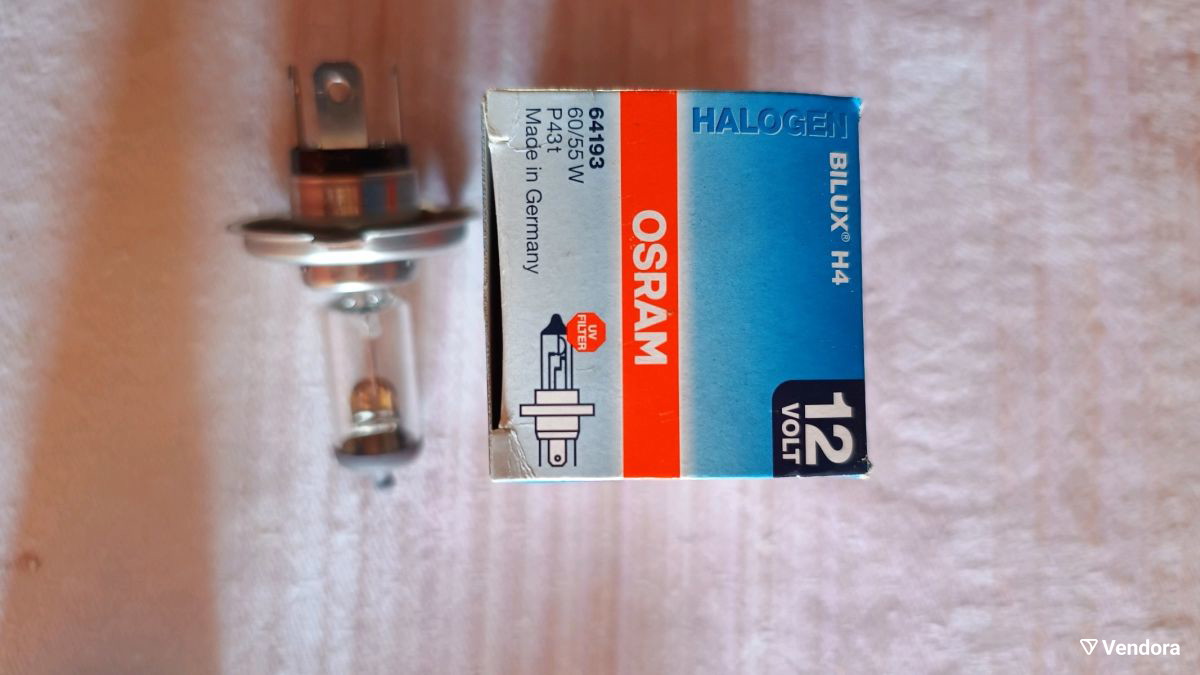 HALOGEN
BILUX® H4
12
VOLT
OSRAM
64193
60/55 W
P43t
Made in Germany
UV
FILTER
Vendora